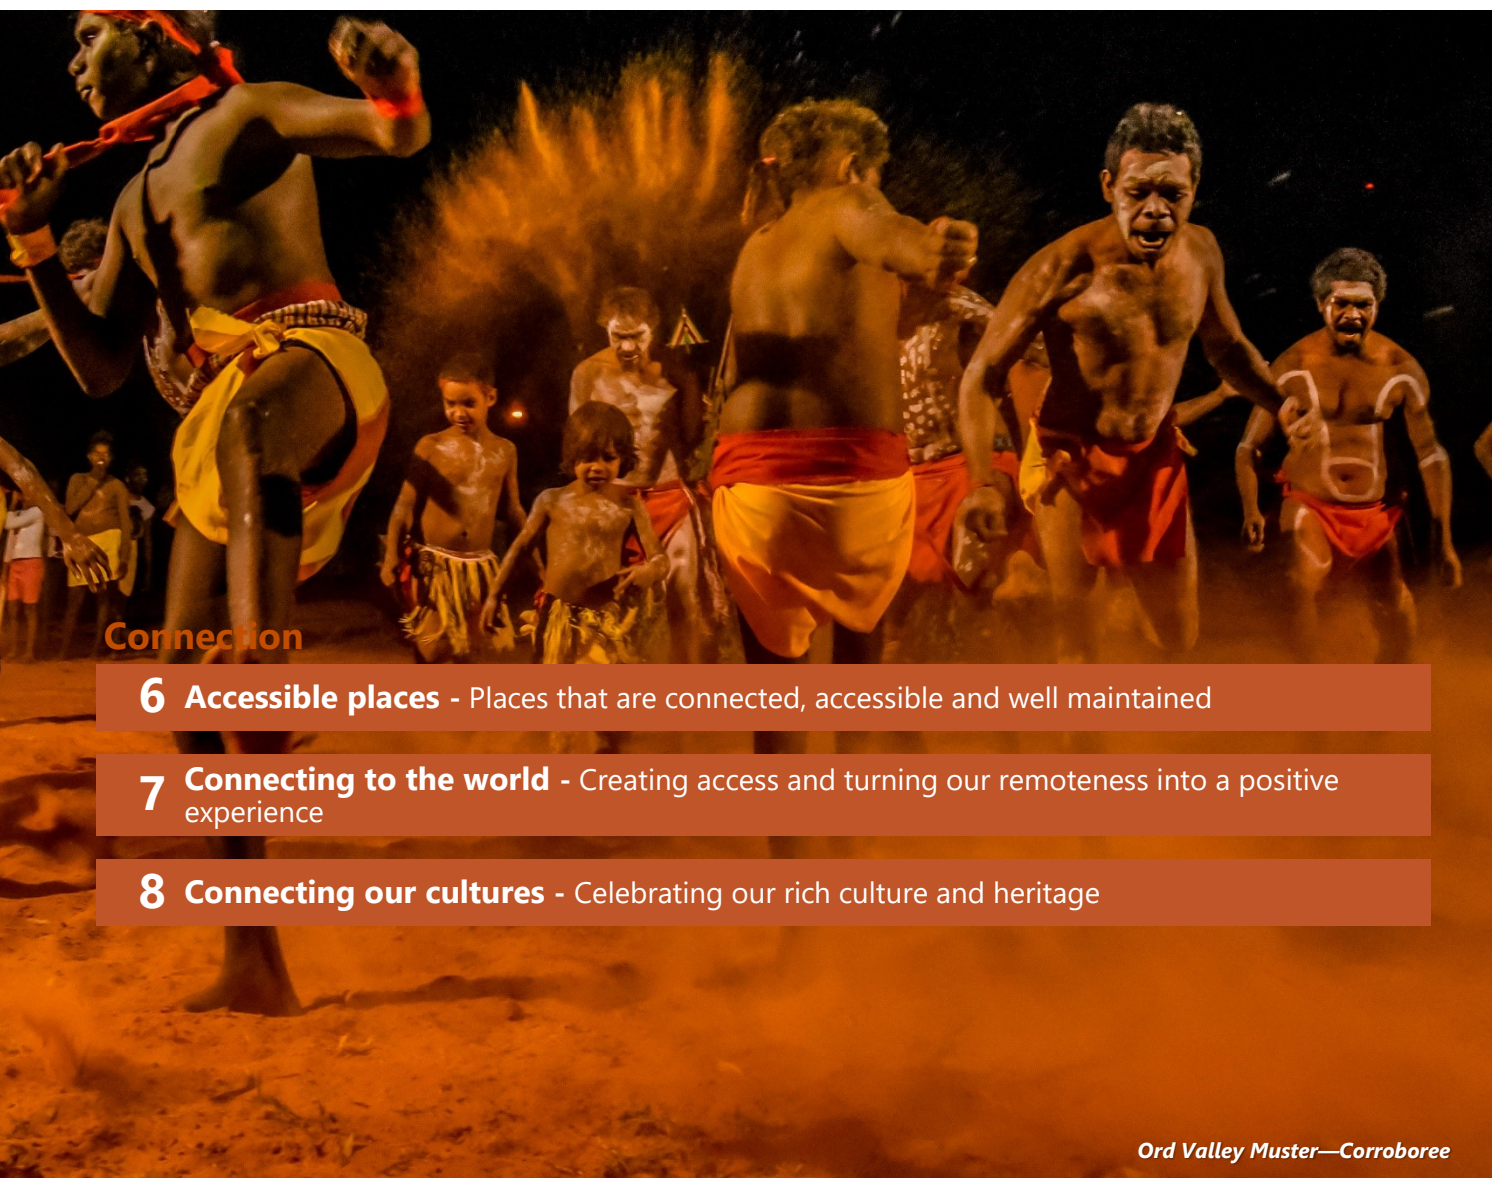 Connection
6 Accessible places - Places that are connected, accessible and well maintained
7 Connecting to the world - Creating access and turning our remoteness into a positive
experience
8 Connecting our cultures - Celebrating our rich culture and heritage
Ord Valley Muster—Corroboree